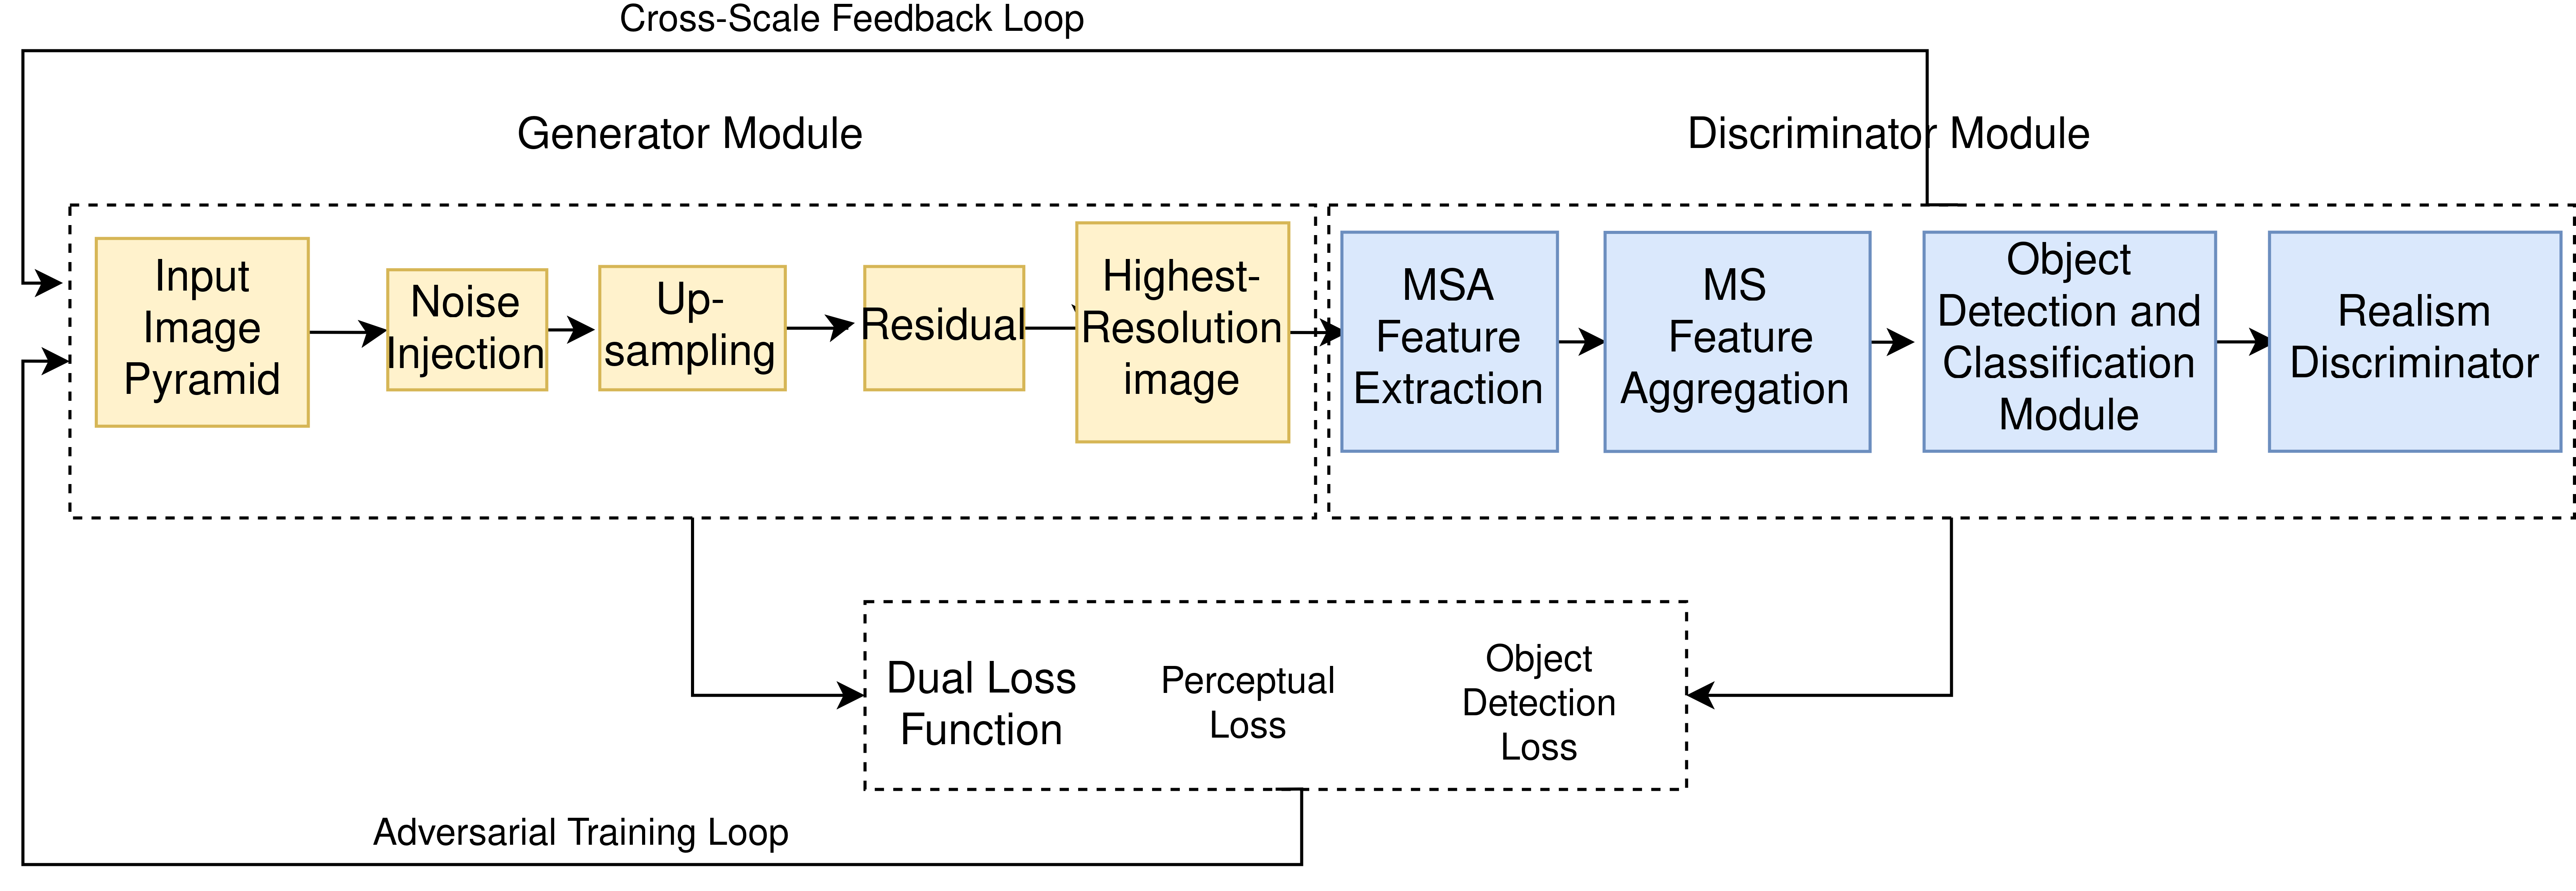 Cross-Scale Feedback Loop
Generator Module
Discriminator Module
Input
Image
Pyramid
Noise
Injection
Up-
sampling
Residual
Highest-
Resolution
image
MSA
Feature
Extraction
MS
Feature
Aggregation
Object
Detection and
Classification
Module
Realism
Discriminator
Dual Loss
Function
Perceptual
Loss
Object
Detection
Loss
Adversarial Training Loop